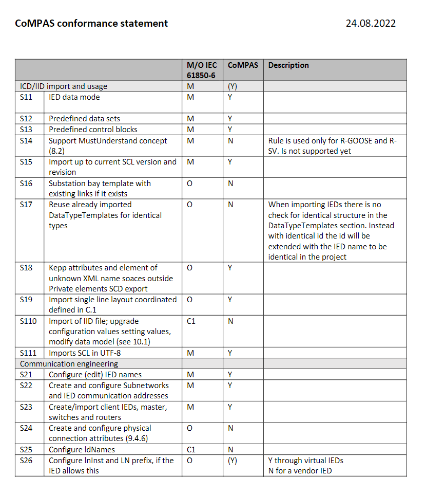 CoMPAS conformance statement 24.08.2022
M/O IEC 61850-6 CoMPAS Description
ICD/IID import and usage M (Y)
S11 IED data mode M Y
S12 Predefined data sets M Y
S13 Predefined control blocks M Y
S14 Support MustUnderstand concept M N Rule is used only for R-GOOSE and R-
(8.2) SV. Is not supported yet
S15 Import up to current SCL version and M Y
revision
S16 Substation bay template with O N
existing links if it exists
S17 Reuse already imported O N When importing IEDs there is no
DataTypeTemplates for identical check for identical structure in the
types DataTypeTemplates section. Instead
with identical id the id will be
extended with the IED name to be
identical in the project
S18 Kepp attributes and element of O Y
unknown XML name soaces outside
Private elements SCD export
S19 Import single line layout coordinated O Y
defined in C.1
S110 Import of IID file; upgrade C1 N
configuration values setting values,
modify data model (see 10.1)
S111 Imports SCL in UTF-8 M Y
Communication engineering
S21 Configure (edit) IED names M Y
S22 Create and configure Subnetworks M Y
and IED communication addresses
S23 Create/import client IEDs, master, M Y
switches and routers
S24 Create and configure physical O N
connection attributes (9.4.6)
S25 Configure ldNames C1 N
S26 Configure lnInst and LN prefix, if the O (Y) Y through virtual IEDs
IED allows this N for a vendor IED